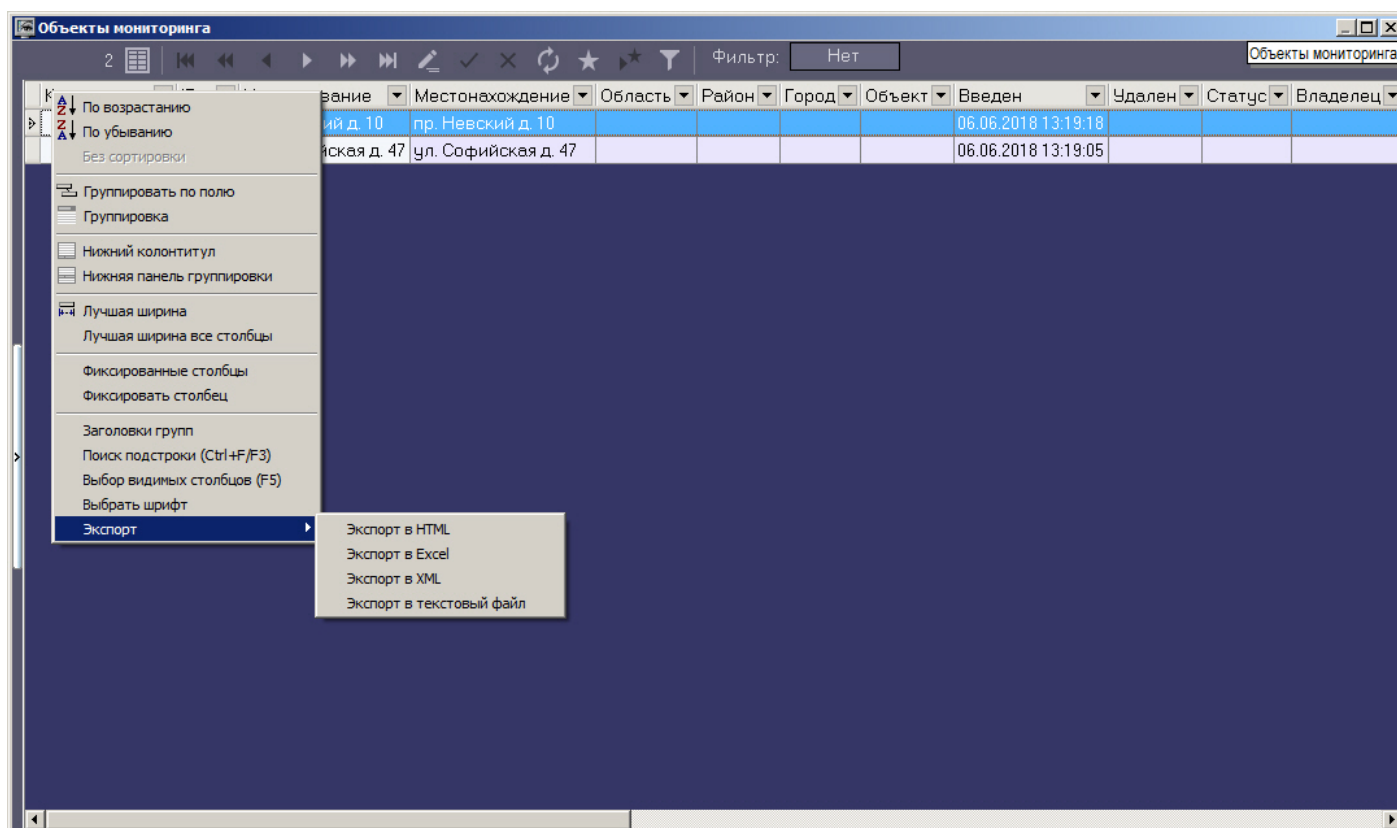 Объекты мониторинга
2 Фильтр: Нет
Объекты мониторинга
Местонахождение Область Район Город Объект Введен Удален Статус Владелец
пр. Невский д. 10 06.06.2018 13:19:18
д. 47 ул. Софийская д. 47 06.06.2018 13:19:05
По возрастанию
По убыванию
Без сортировки
Группировать по полю
Группировка
Нижний колонтитул
Нижняя панель группировки
Лучшая ширина
Лучшая ширина все столбцы
Фиксированные столбцы
Фиксировать столбец
Заголовки групп
Поиск подстроки (Ctrl+F/F3)
Выбор видимых столбцов (F5)
Выбрать шрифт
Экспорт
Экспорт в HTML
Экспорт в Excel
Экспорт в XML
Экспорт в текстовый файл